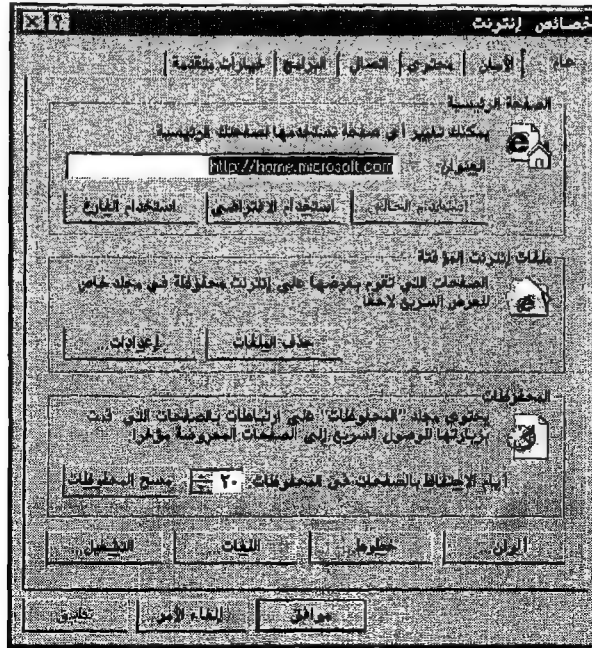 خصائص إنترنت
عام الأمان محتوى اتصال البرامج خيارات متقدمة
الصفحة الرئيسية
يمكنك تغيير أي صفحة تستخدمها لصفحتك الرئيسية
العنوان http://home.microsoft.com
استخدام الحالية استخدام الافتراضي استخدام الفارغ
ملفات إنترنت المؤقتة
الصفحات التي تقوم بعرضها على إنترنت محفوظة في مجلد خاص
للعرض السريع لاحقا
حذف الملفات إعدادات...
المحفوظات
يحتوي مجلد "المحفوظات" على ارتباطات بالصفحات التي قمت
بزيارتها للوصول السريع إلى الصفحات المعروضة مؤخرا.
أيام الاحتفاظ بالصفحات في المحفوظات: ٢٠ مسح المحفوظات
ألوان... خطوط... اللغات... التشغيل...
موافق إلغاء الأمر تطبيق